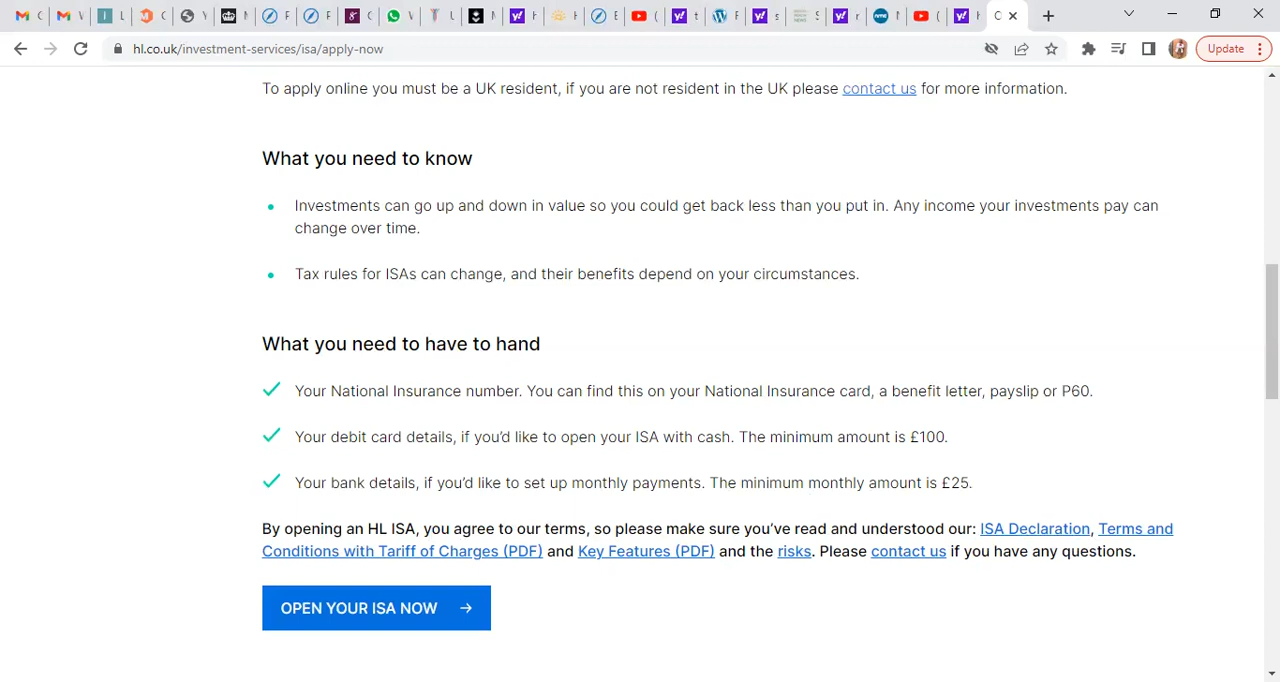 hl.co.uk/investment-services/isa/apply-now
Update
To apply online you must be a UK resident, if you are not resident in the UK please contact us for more information.
What you need to know
Investments can go up and down in value so you could get back less than you put in. Any income your investments pay can
change over time.
Tax rules for ISAs can change, and their benefits depend on your circumstances.
What you need to have to hand
Your National Insurance number. You can find this on your National Insurance card, a benefit letter, payslip or P60.
Your debit card details, if you’d like to open your ISA with cash. The minimum amount is £100.
Your bank details, if you’d like to set up monthly payments. The minimum monthly amount is £25.
By opening an HL ISA, you agree to our terms, so please make sure you’ve read and understood our: ISA Declaration, Terms and
Conditions with Tariff of Charges (PDF) and Key Features (PDF) and the risks. Please contact us if you have any questions.
OPEN YOUR ISA NOW →